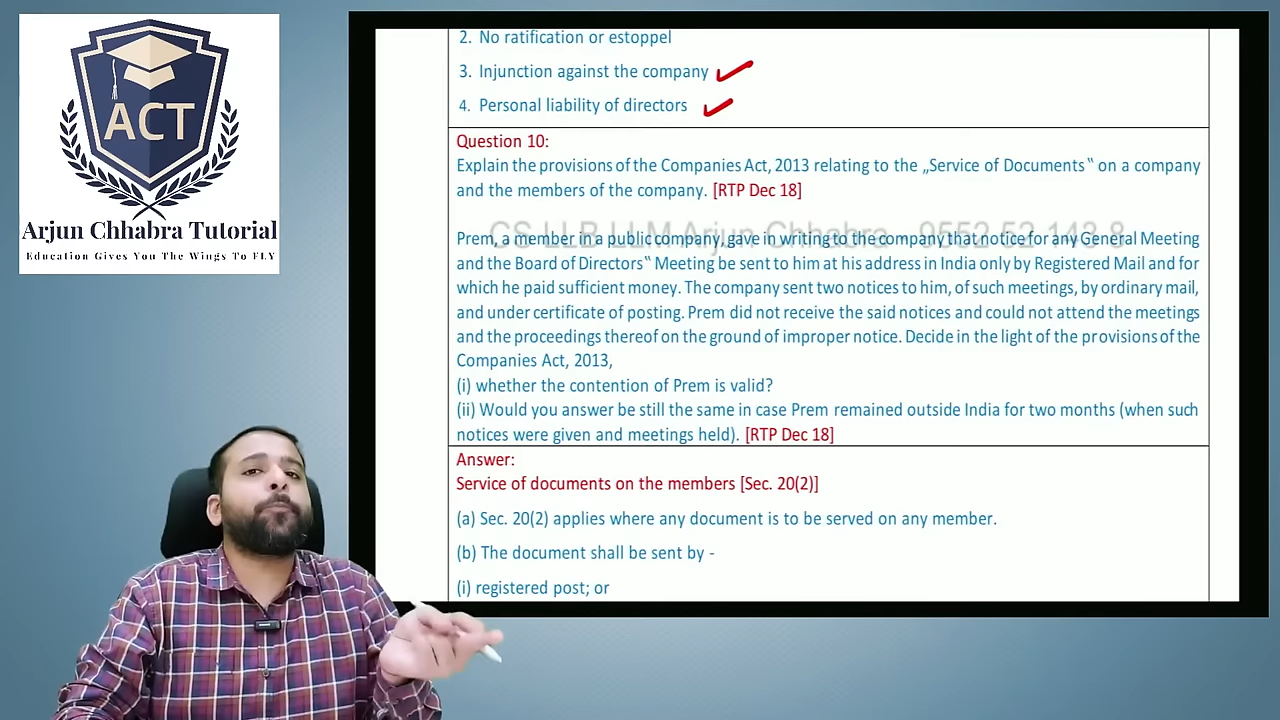 ACT
Arjun Chhabra Tutorial
Education Gives You The Wings To FLY
2. No ratification or estoppel
3. Injunction against the company
4. Personal liability of directors
Question 10:
Explain the provisions of the Companies Act, 2013 relating to the „Service of Documents‟ on a company
and the members of the company. [RTP Dec 18]
CS LL.B LL.M Arjun Chhabra - 9552 52 143 8
Prem, a member in a public company, gave in writing to the company that notice for any General Meeting
and the Board of Directors‟ Meeting be sent to him at his address in India only by Registered Mail and for
which he paid sufficient money. The company sent two notices to him, of such meetings, by ordinary mail,
and under certificate of posting. Prem did not receive the said notices and could not attend the meetings
and the proceedings thereof on the ground of improper notice. Decide in the light of the provisions of the
Companies Act, 2013,
(i) whether the contention of Prem is valid?
(ii) Would you answer be still the same in case Prem remained outside India for two months (when such
notices were given and meetings held). [RTP Dec 18]
Answer:
Service of documents on the members [Sec. 20(2)]
(a) Sec. 20(2) applies where any document is to be served on any member.
(b) The document shall be sent by -
(i) registered post; or